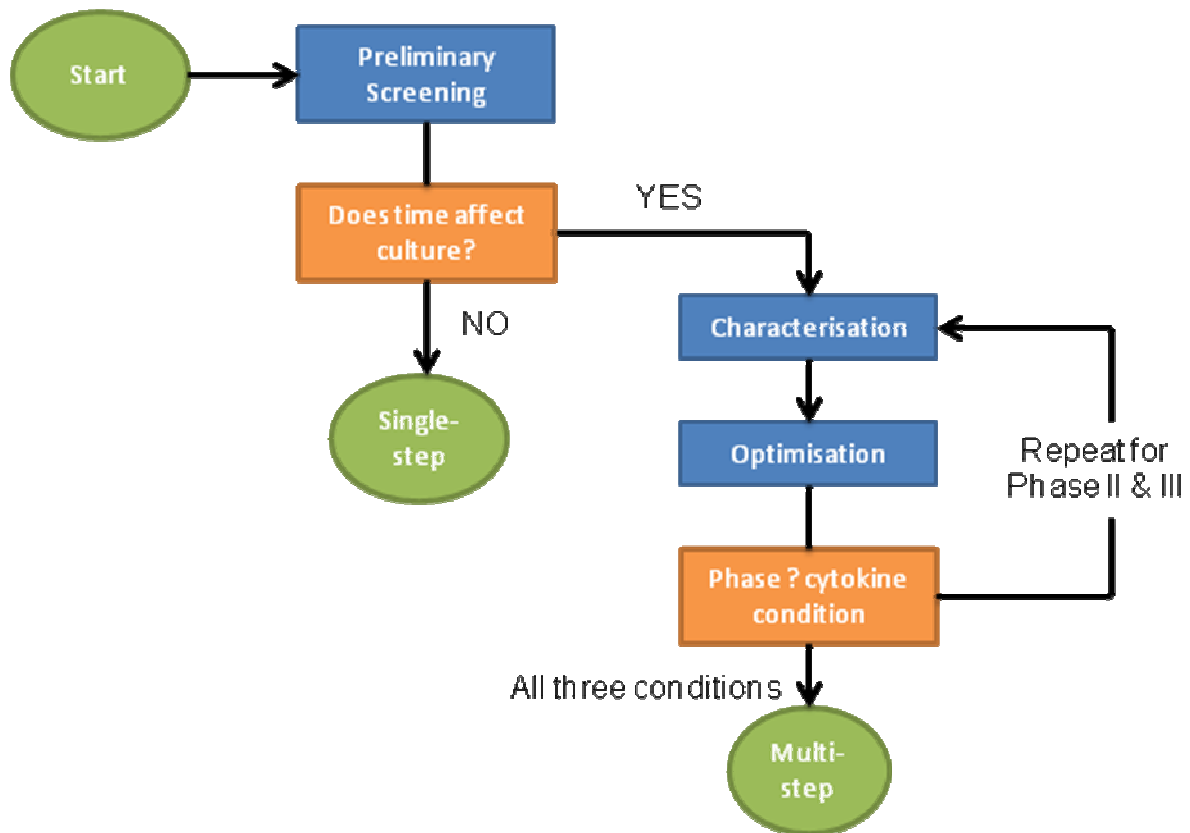 Start
Preliminary
Screening
Does time affect
culture?
YES
NO
Single-
step
Characterisation
Optimisation
Repeat for
Phase II & III
Phase ? cytokine
condition
All three conditions
Multi-
step